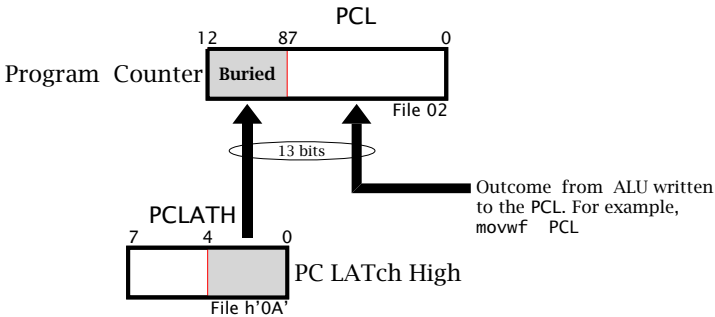 PCL
12 87 0
Program Counter Buried
File 02
13 bits
Outcome from ALU written
to the PCL. For example,
movwf PCL
PCLATH
7 4 0
PC LATch High
File h'0A'